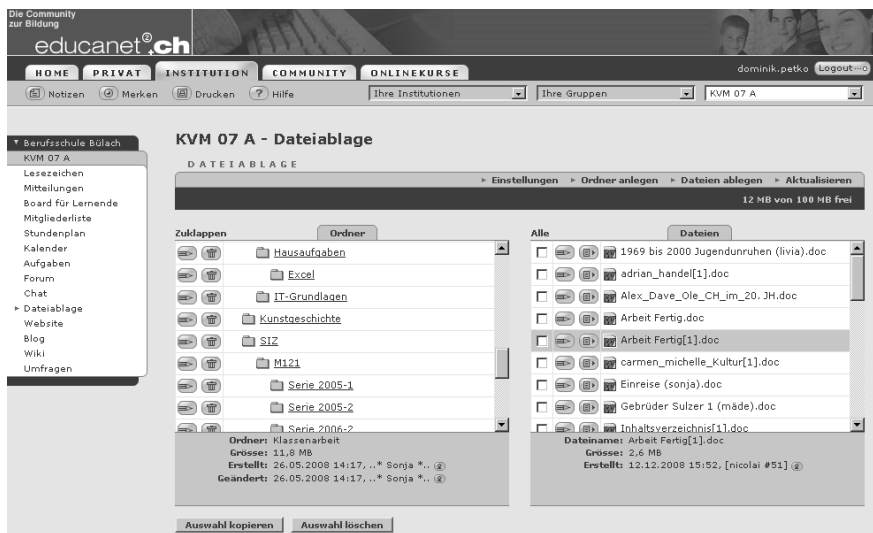 Die Community
zur Bildung
educanet②.ch
HOME PRIVAT INSTITUTION COMMUNITY ONLINEKURSE
dominik.petko Logout
Notizen Merken Drucken ? Hilfe Ihre Institutionen Ihre Gruppen KVM 07 A
Berufsschule Bülach
KVM 07 A
Lesezeichen
Mitteilungen
Board für Lernende
Mitgliederliste
Stundenplan
Kalender
Aufgaben
Forum
Chat
Dateiablage
Website
Blog
Wiki
Umfragen
KVM 07 A - Dateiablage
DATEIABLAGE
Einstellungen Ordner anlegen Dateien ablegen Aktualisieren
12 MB von 100 MB frei
Zuklappen Ordner
Hausaufgaben
Excel
IT-Grundlagen
Kunstgeschichte
SIZ
M121
Serie 2005-1
Serie 2005-2
Serie 2006-2
Ordner: Klassenarbeit
Grösse: 11,8 MB
Erstellt: 26.05.2008 14:17, ..* Sonja *..
Geändert: 26.05.2008 14:17, ..* Sonja *..
Alle Dateien
1969 bis 2000 Jugendunruhen (livia).doc
adrian_handel[1].doc
Alex_Dave_Ole_CH_im_20. JH.doc
Arbeit Fertig.doc
Arbeit Fertig[1].doc
carmen_michelle_Kultur[1].doc
Einreise (sonja).doc
Gebrüder Sulzer 1 (mäde).doc
Inhaltsverzeichnis[1].doc
Dateiname: Arbeit Fertig[1].doc
Grösse: 2,6 MB
Erstellt: 12.12.2008 15:52, [nicolai #51]
Auswahl kopieren Auswahl löschen